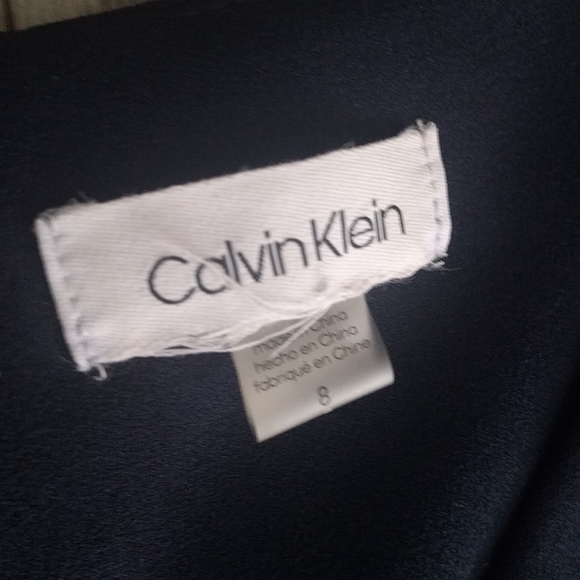 Calvin Klein
made in China
hecho en China
fabriqué en Chine
8